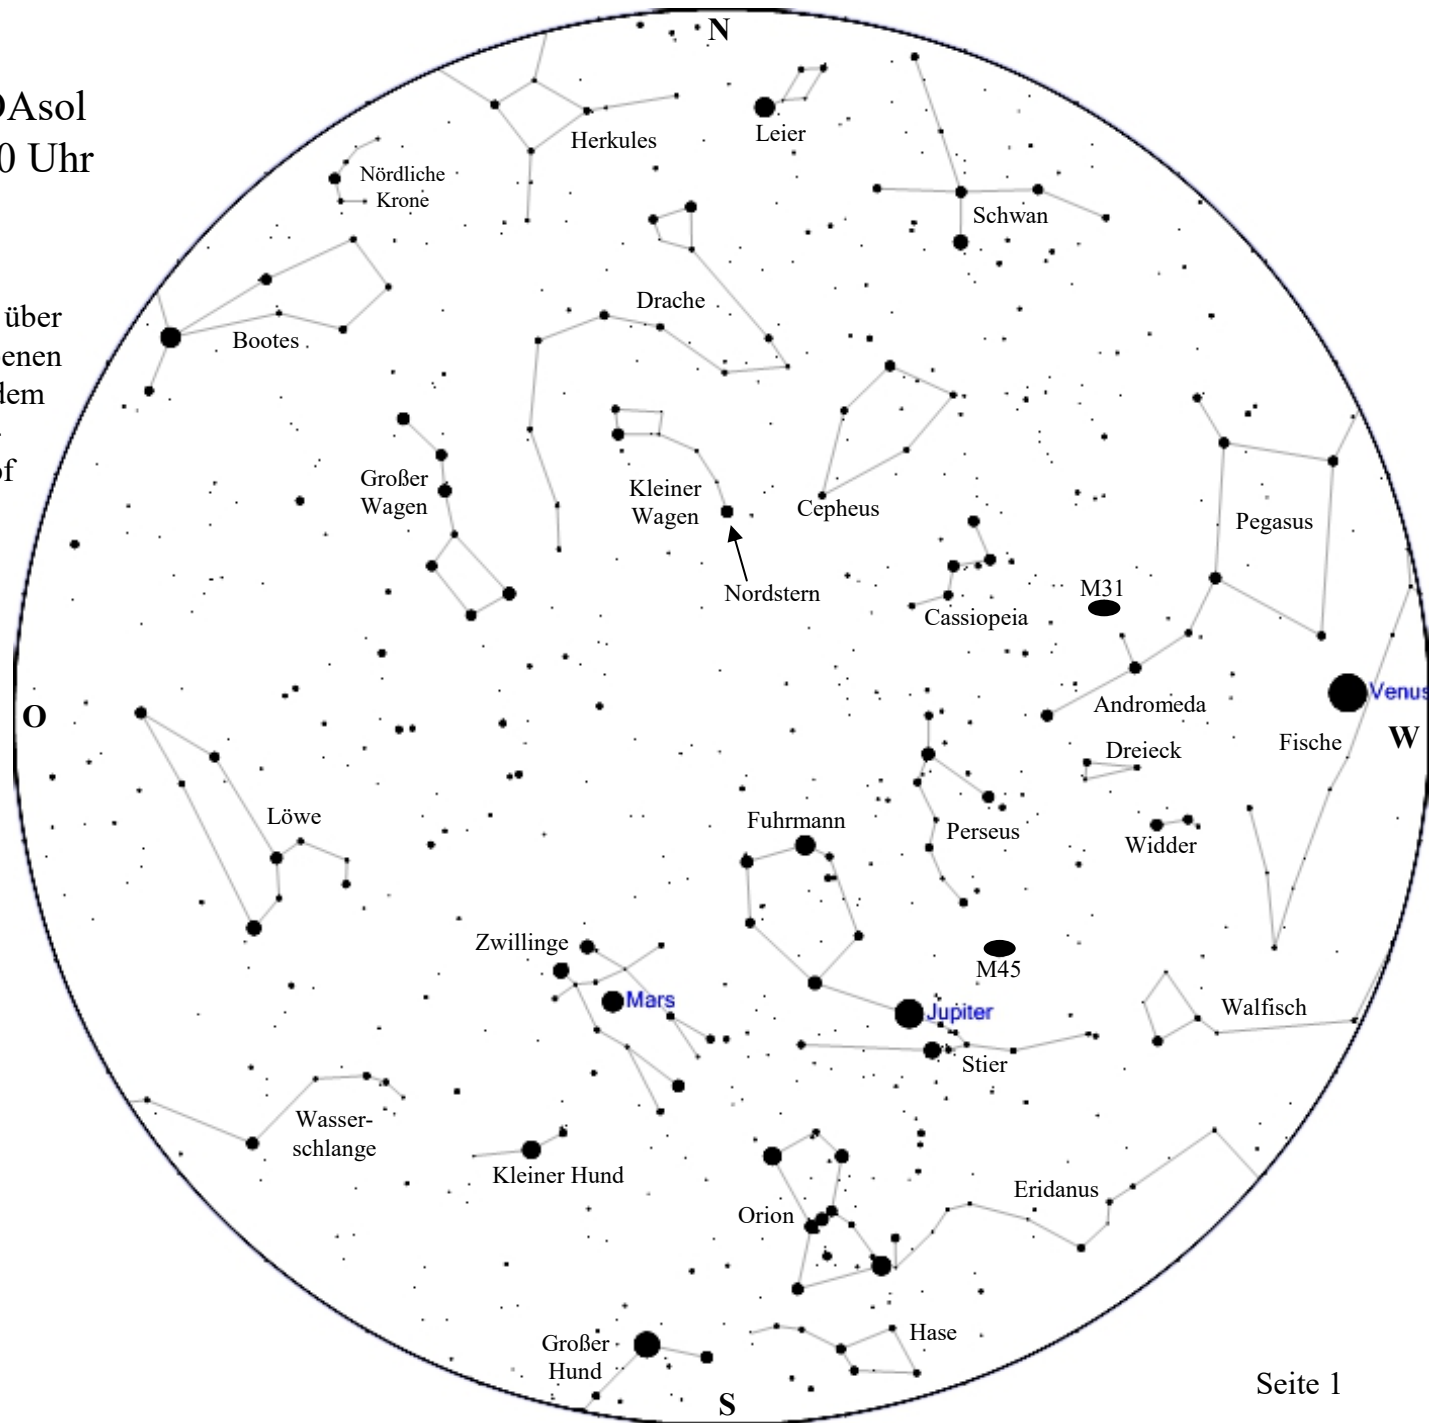 N
Asol
0 Uhr
Leier
Herkules
Nördliche
Krone
Schwan
Drache
über
enen
dem
of
Bootes
Großer
Wagen
Kleiner
Wagen
Cepheus
Pegasus
Nordstern
M31
Cassiopeia
Venus
Andromeda
O
W
Fische
Dreieck
Löwe
Fuhrmann
Perseus
Widder
Zwillinge
M45
Mars
Jupiter
Walfisch
Stier
Wasser-
schlange
Kleiner Hund
Eridanus
Orion
Hase
Großer
Hund
Seite 1
S